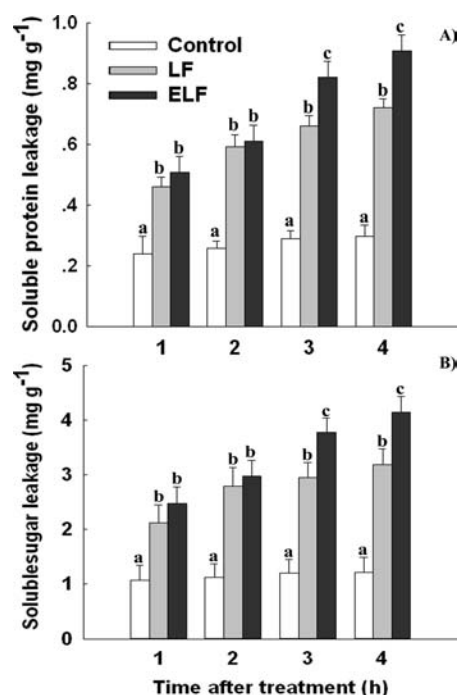 A)
Control
LF
ELF
Soluble protein leakage (mg g-1)
1.0
.8
.6
.4
.2
0.0
a b b
a b b
a b c
a b c
1 2 3 4
B)
Solublesugar leakage (mg g-1)
5
4
3
2
1
0
a b b
a b b
a b c
a b c
1 2 3 4
Time after treatment (h)